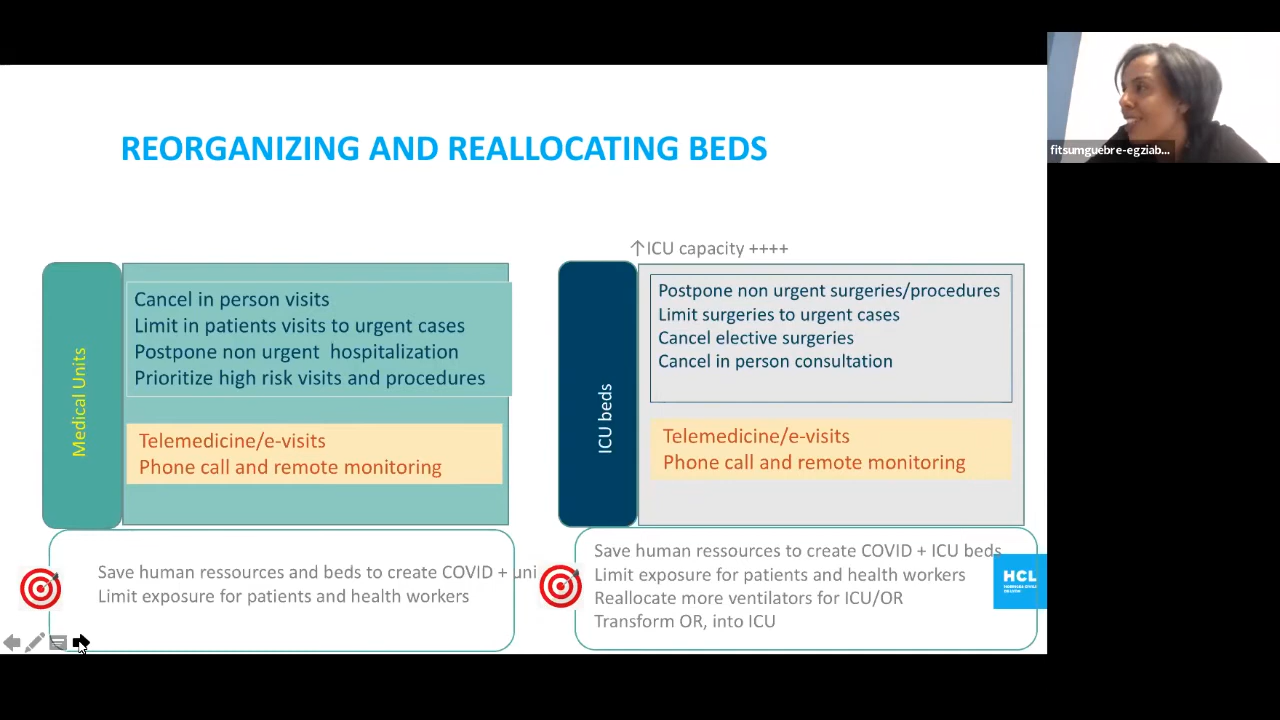 REORGANIZING AND REALLOCATING BEDS
fitsumguebre-egziab...
Medical Units
Cancel in person visits
Limit in patients visits to urgent cases
Postpone non urgent hospitalization
Prioritize high risk visits and procedures
Telemedicine/e-visits
Phone call and remote monitoring
Save human ressources and beds to create COVID + uni
Limit exposure for patients and health workers
↑ICU capacity ++++
ICU beds
Postpone non urgent surgeries/procedures
Limit surgeries to urgent cases
Cancel elective surgeries
Cancel in person consultation
Telemedicine/e-visits
Phone call and remote monitoring
Save human ressources to create COVID + ICU beds
Limit exposure for patients and health workers
Reallocate more ventilators for ICU/OR
Transform OR, into ICU
HCL